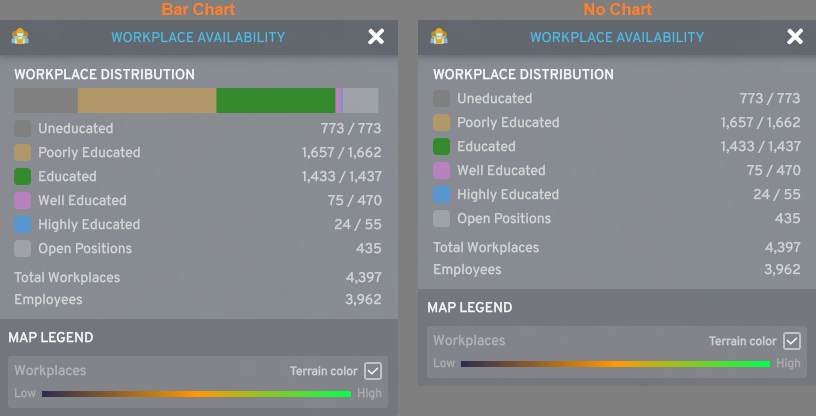 Bar Chart
WORKPLACE AVAILABILITY
WORKPLACE DISTRIBUTION
Uneducated 773 / 773
Poorly Educated 1,657 / 1,662
Educated 1,433 / 1,437
Well Educated 75 / 470
Highly Educated 24 / 55
Open Positions 435
Total Workplaces 4,397
Employees 3,962
MAP LEGEND
Workplaces Terrain color
Low High
No Chart
WORKPLACE AVAILABILITY
WORKPLACE DISTRIBUTION
Uneducated 773 / 773
Poorly Educated 1,657 / 1,662
Educated 1,433 / 1,437
Well Educated 75 / 470
Highly Educated 24 / 55
Open Positions 435
Total Workplaces 4,397
Employees 3,962
MAP LEGEND
Workplaces Terrain color
Low High